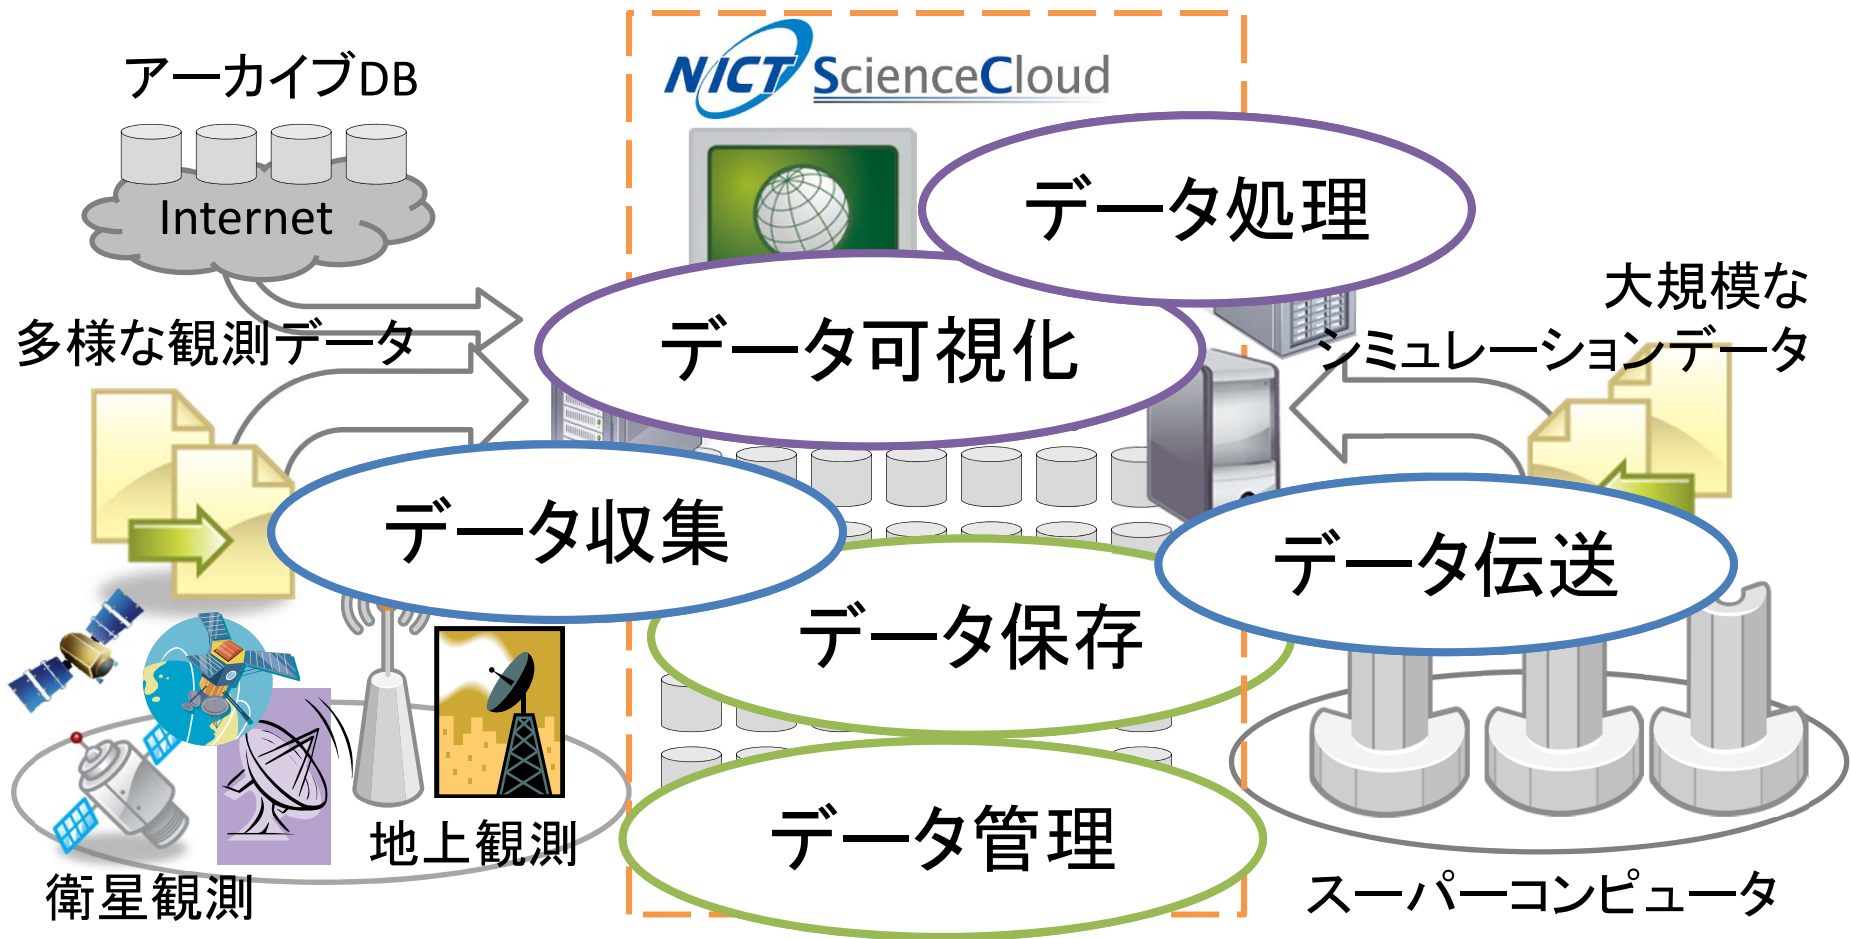 アーカイブDB
Internet
多様な観測データ
NICT ScienceCloud
データ処理
データ可視化
大規模な
シミュレーションデータ
データ収集
データ伝送
データ保存
データ管理
地上観測
衛星観測
スーパーコンピュータ